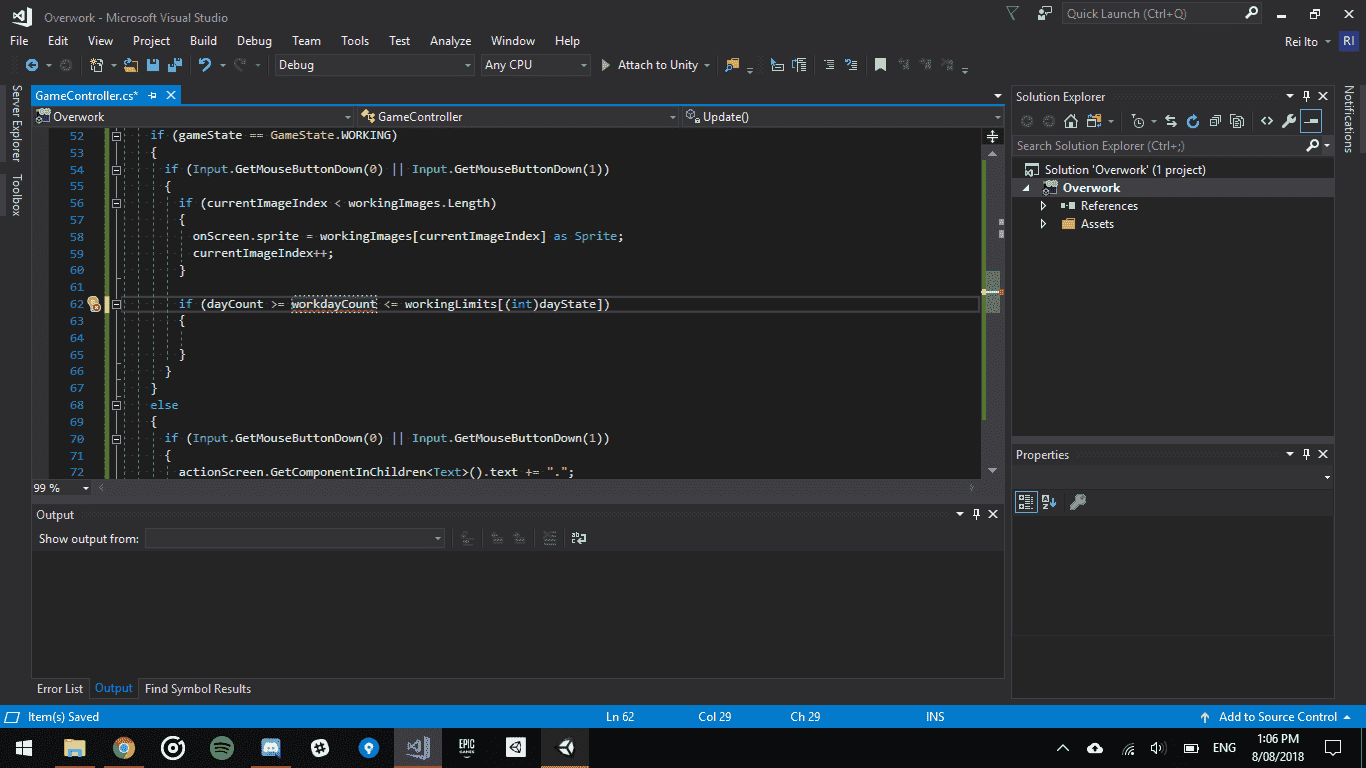 Overwork - Microsoft Visual Studio
Quick Launch (Ctrl+Q)
File Edit View Project Build Debug Team Tools Test Analyze Window Help
Rei Ito RI
Debug Any CPU Attach to Unity
Server Explorer
Toolbox
GameController.cs*
Overwork GameController Update()
52 if (gameState == GameState.WORKING)
53 {
54 if (Input.GetMouseButtonDown(0) || Input.GetMouseButtonDown(1))
55 {
56 if (currentImageIndex < workingImages.Length)
57 {
58 onScreen.sprite = workingImages[currentImageIndex] as Sprite;
59 currentImageIndex++;
60 }
61
62 if (dayCount >= workdayCount <= workingLimits[(int)dayState])
63 {
64
65 }
66 }
67 }
68 else
69 {
70 if (Input.GetMouseButtonDown(0) || Input.GetMouseButtonDown(1))
71 {
72 actionScreen.GetComponentInChildren<Text>().text += ".";
99 %
Output
Show output from:
Error List Output Find Symbol Results
Solution Explorer
Search Solution Explorer (Ctrl+;)
Solution 'Overwork' (1 project)
Overwork
References
Assets
Properties
Notifications
Item(s) Saved Ln 62 Col 29 Ch 29 INS Add to Source Control
EPIC GAMES
ENG
1:06 PM
8/08/2018